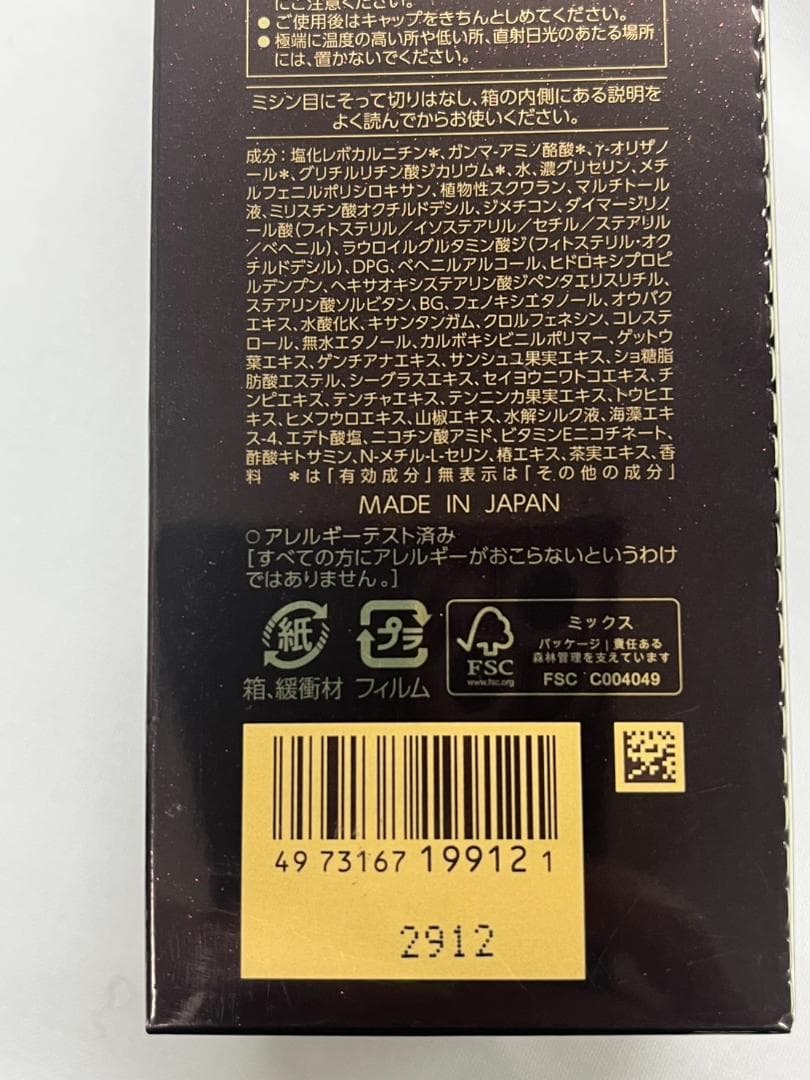 にご注意ください。
● ご使用後はキャップをきちんとしめてください。
● 極端に温度の高い所や低い所、直射日光のあたる場所
には、置かないでください。
ミシン目にそって切りはなし、箱の内側にある説明を
よく読んでからお使いください。
成分：塩化レボカルニチン*、ガンマ-アミノ酪酸*、γ-オリザノ
ール*、グリチルリチン酸ジカリウム*、水、濃グリセリン、メチ
ルフェニルポリシロキサン、植物性スクワラン、マルチトール
液、ミリスチン酸オクチルドデシル、ジメチコン、ダイマージリノ
ール酸(フィトステリル／イソステアリル／セチル／ステアリル
／ベヘニル)、ラウロイルグルタミン酸ジ(フィトステリル・オク
チルドデシル)、DPG、ベヘニルアルコール、ヒドロキシプロピ
ルデンプン、ヘキサオキシステアリン酸ジペンタエリスリチル、
ステアリン酸ソルビタン、BG、フェノキシエタノール、オウバク
エキス、水酸化K、キサンタンガム、クロルフェネシン、コレステ
ロール、無水エタノール、カルボキシビニルポリマー、ゲットウ
葉エキス、ゲンチアナエキス、サンシュユ果実エキス、ショ糖脂
肪酸エステル、シーグラスエキス、セイヨウニワトコエキス、チ
ンピエキス、テンチャエキス、テンニンカ果実エキス、トウヒエ
キス、ヒメフウロエキス、山椒エキス、水解シルク液、海藻エキ
ス-4、エデト酸塩、ニコチン酸アミド、ビタミンEニコチネート、
酢酸キトサミン、N-メチル-L-セリン、椿エキス、茶実エキス、香
料　*は「有効成分」無表示は「その他の成分」
MADE IN JAPAN
○アレルギーテスト済み
[すべての方にアレルギーがおこらないというわけ
ではありません。]
紙
箱、緩衝材
プラ
フィルム
FSC
www.fsc.org
ミックス
パッケージ｜責任ある
森林管理を支えています
FSC C004049
49 73167 19912 1
2912